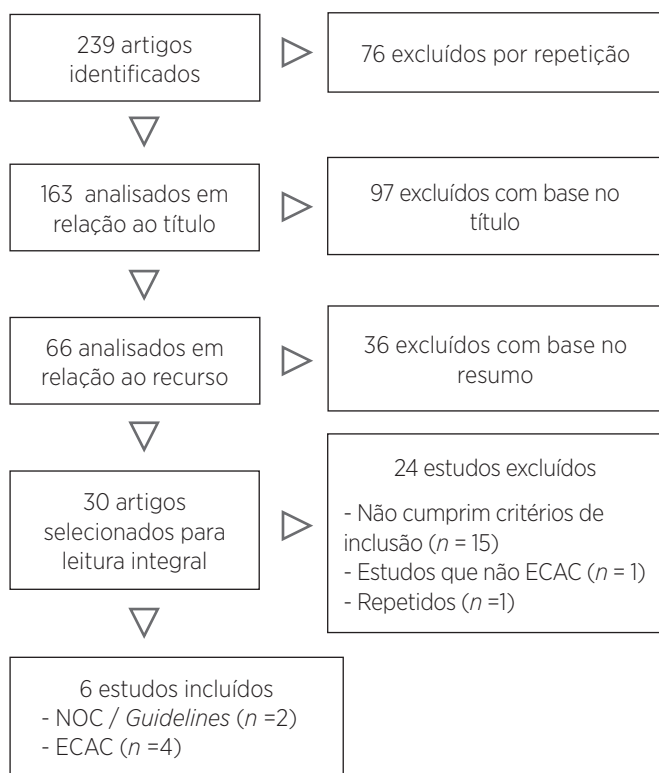 239 artigos
identificados
76 excluídos por repetição
163 analisados em
relação ao título
97 excluídos com base no
título
66 analisados em
relação ao recurso
36 excluídos com base no
resumo
30 artigos
selecionados para
leitura integral
24 estudos excluídos
- Não cumprim critérios de
inclusão (n = 15)
- Estudos que não ECAC (n = 1)
- Repetidos (n =1)
6 estudos incluídos
- NOC / Guidelines (n =2)
- ECAC (n =4)